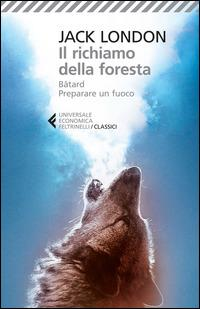 JACK LONDON
Il richiamo
della foresta
Bâtard
Preparare un fuoco
UNIVERSALE
ECONOMICA
FELTRINELLI/CLASSICI